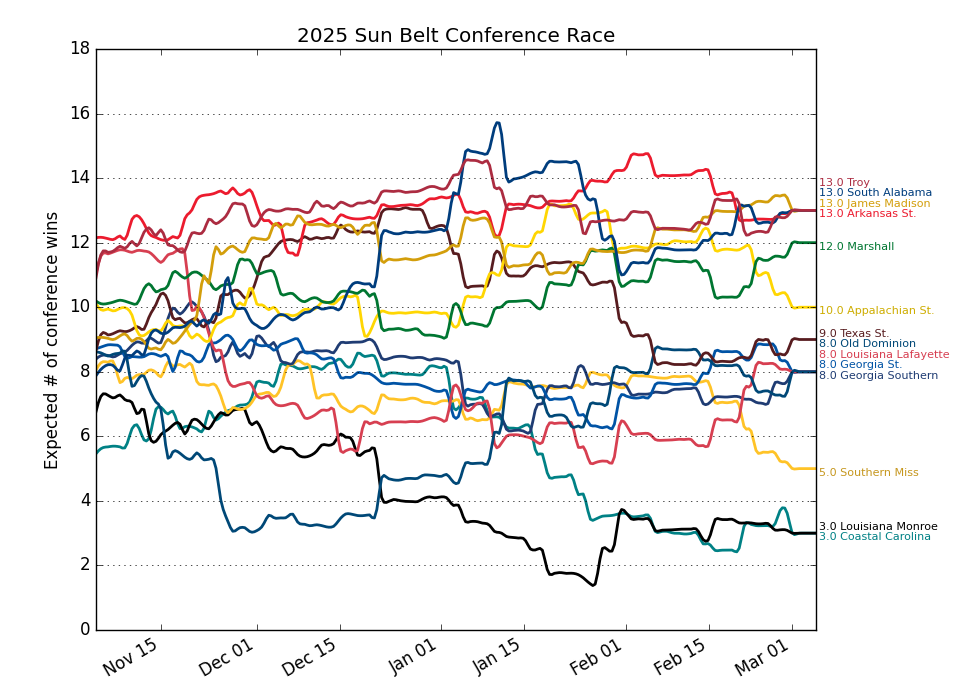 2025 Sun Belt Conference Race
Expected # of conference wins
18
16
14
12
10
8
6
4
2
0
Nov 15
Dec 01
Dec 15
Jan 01
Jan 15
Feb 01
Feb 15
Mar 01
13.0 Troy
13.0 South Alabama
13.0 James Madison
13.0 Arkansas St.
12.0 Marshall
10.0 Appalachian St.
9.0 Texas St.
8.0 Old Dominion
8.0 Louisiana Lafayette
8.0 Georgia St.
8.0 Georgia Southern
5.0 Southern Miss
3.0 Louisiana Monroe
3.0 Coastal Carolina